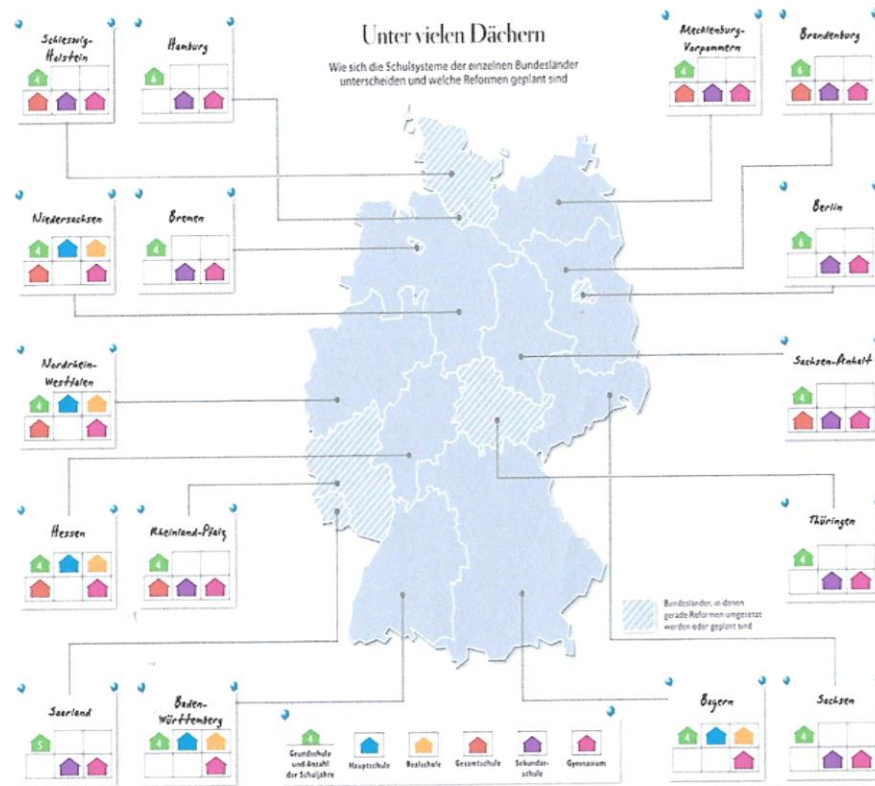 Unter vielen Dächern
Wie sich die Schulsysteme der einzelnen Bundesländer
unterscheiden und welche Reformen geplant sind
Schleswig-
Holstein
4
Hamburg
6
Mecklenburg-
Vorpommern
4
Brandenburg
6
Niedersachsen
4
Bremen
4
Berlin
6
Nordrhein-
Westfalen
4
Sachsen-Anhalt
4
Hessen
4
Rheinland-Pfalz
4
Thüringen
4
Bundesländer, in denen
gerade Reformen umgesetzt
werden oder geplant sind
Saarland
5
Baden-
Württemberg
4
Bayern
4
Sachsen
4
4
Grundschule
und Anzahl
der Schuljahre
Hauptschule
Realschule
Gesamtschule
Sekundar-
schule
Gymnasium